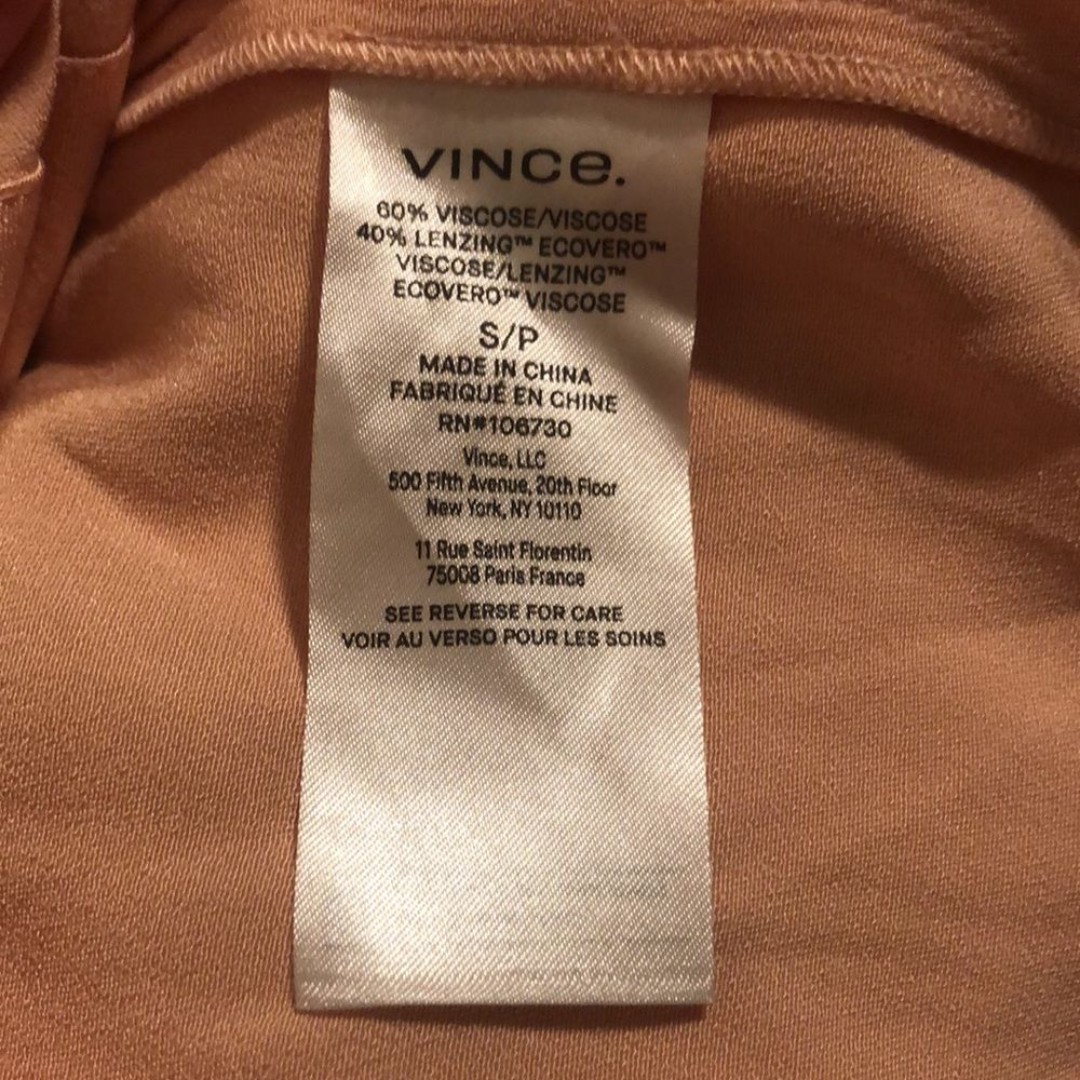 VINCe.
60% VISCOSE/VISCOSE
40% LENZING™ ECOVERO™
VISCOSE/LENZING™
ECOVERO™ VISCOSE
S/P
MADE IN CHINA
FABRIQUÉ EN CHINE
RN#106730
Vince, LLC
500 Fifth Avenue, 20th Floor
New York, NY 10110
11 Rue Saint Florentin
75008 Paris France
SEE REVERSE FOR CARE
VOIR AU VERSO POUR LES SOINS